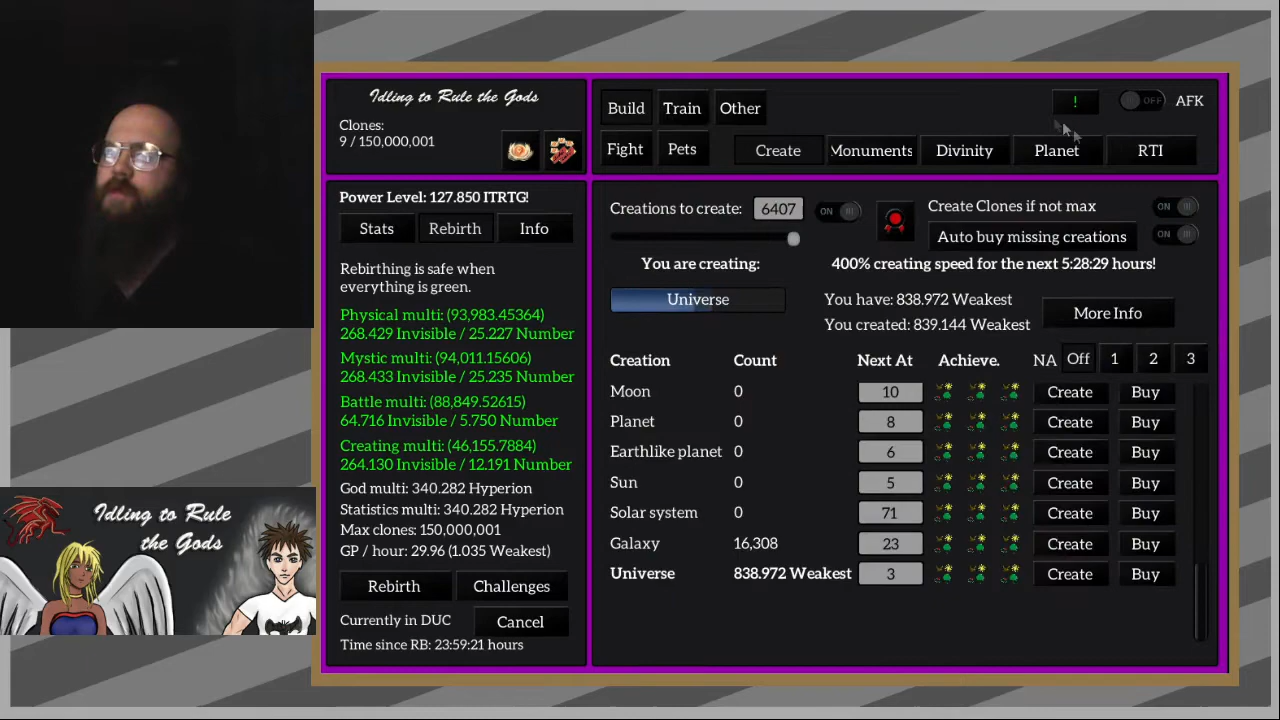 Idling to Rule the Gods
Clones:
9 / 150,000,001
Build
Train
Other
!
OFF
AFK
Fight
Pets
Create
Monuments
Divinity
Planet
RTI
Power Level: 127.850 ITRTG!
Stats
Rebirth
Info
Rebirthing is safe when
everything is green.
Physical multi: (93,983.45364)
268.429 Invisible / 25.227 Number
Mystic multi: (94,011.15606)
268.433 Invisible / 25.235 Number
Battle multi: (88,849.52615)
64.716 Invisible / 5.750 Number
Creating multi: (46,155.7884)
264.130 Invisible / 12.191 Number
God multi: 340.282 Hyperion
Statistics multi: 340.282 Hyperion
Max clones: 150,000,001
GP / hour: 29.96 (1.035 Weakest)
Rebirth
Challenges
Currently in DUC
Cancel
Time since RB: 23:59:21 hours
Creations to create: 6407 ON
Create Clones if not max ON
Auto buy missing creations ON
You are creating:
400% creating speed for the next 5:28:29 hours!
Universe
You have: 838.972 Weakest
You created: 839.144 Weakest
More Info
Creation Count Next At Achieve. NA Off 1 2 3
Moon 0 10 Create Buy
Planet 0 8 Create Buy
Earthlike planet 0 6 Create Buy
Sun 0 5 Create Buy
Solar system 0 71 Create Buy
Galaxy 16,308 23 Create Buy
Universe 838.972 Weakest 3 Create Buy
Idling to Rule
the Gods